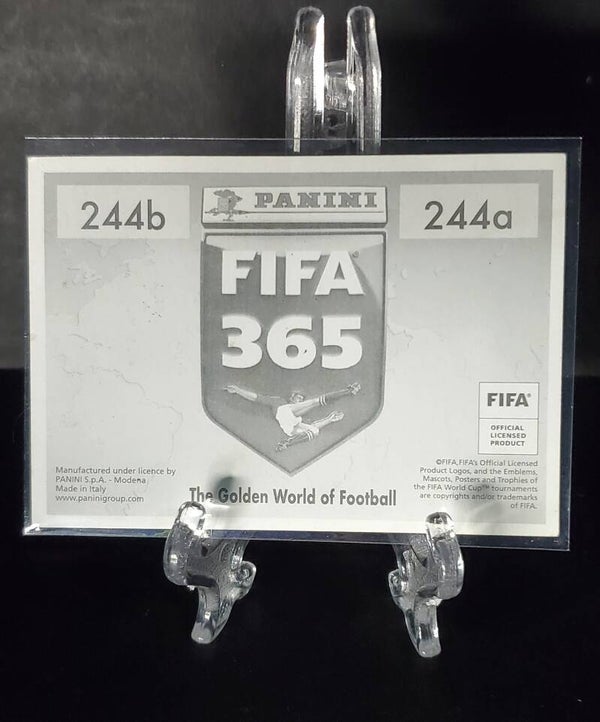 244b
PANINI
244a
FIFA
365
FIFA®
OFFICIAL
LICENSED
PRODUCT
Manufactured under licence by
PANINI S.p.A. - Modena
Made in Italy
www.paninigroup.com
The Golden World of Football
©FIFA,FIFA's Official Licensed
Product Logos, and the Emblems,
Mascots, Posters and Trophies of
the FIFA World Cup™ tournaments
are copyrights and/or trademarks
of FIFA.